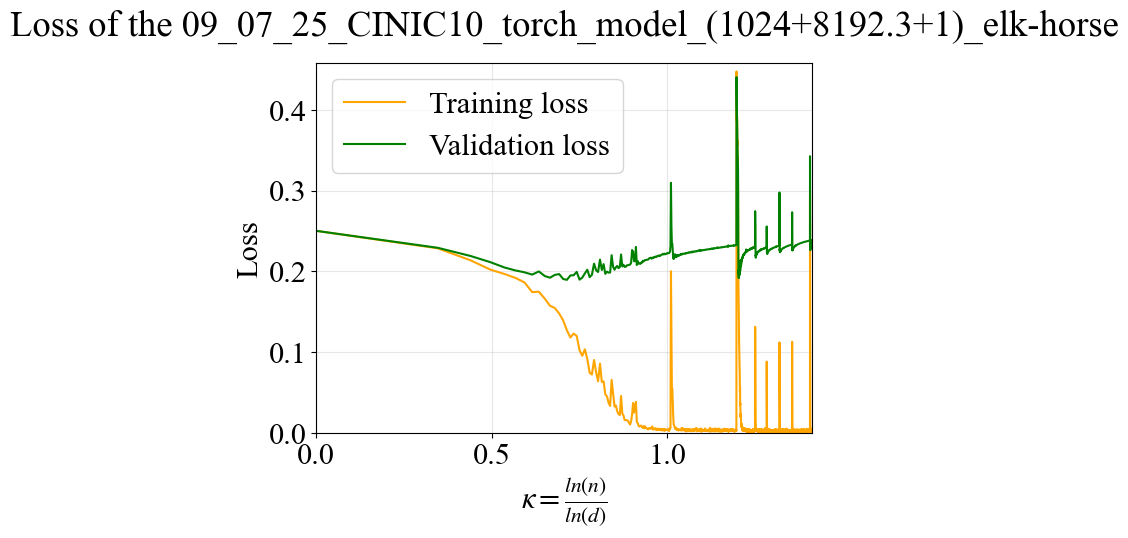 Loss of the 09_07_25_CINIC10_torch_model_(1024+8192.3+1)_elk-horse
Training loss
Validation loss
0.4
0.3
0.2
0.1
0.0
Loss
0.0 0.5 1.0
κ = ln(n)/ln(d)